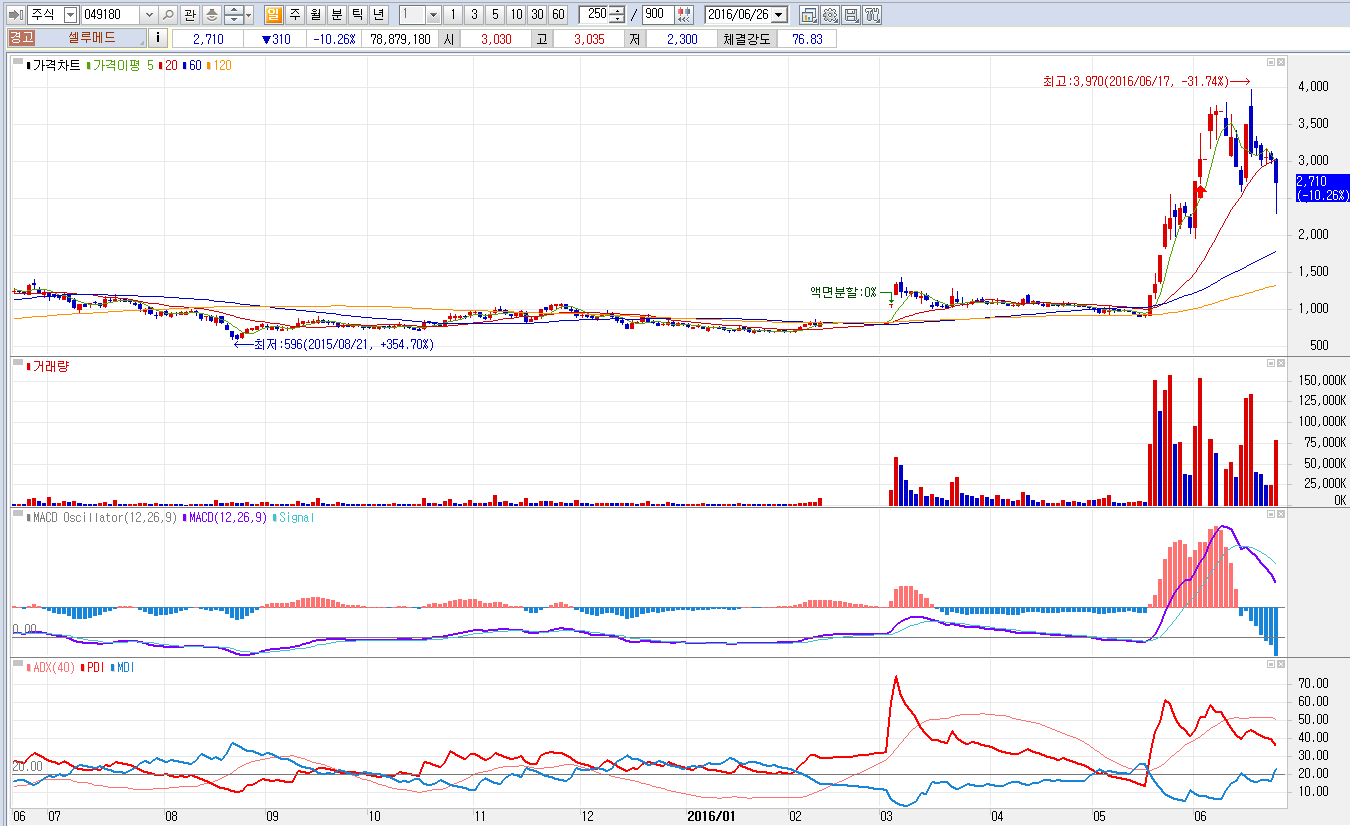 주식 049180 관 일 주 월 분 틱 년 1 1 3 5 10 30 60 250 / 900 2016/06/26
경고 셀루메드 i 2,710 ▼310 -10.26% 78,879,180 시 3,030 고 3,035 저 2,300 체결강도 76.83
가격차트 가격이평 5 20 60 120
최고:3,970(2016/06/17, -31.74%)
4,000
3,500
3,000
2,710
(-10.26%)
2,000
1,500
액면분할:0%
1,000
최저:596(2015/08/21, +354.70%)
500
거래량
150,000K
125,000K
100,000K
75,000K
50,000K
25,000K
0K
MACD Oscillator(12,26,9) MACD(12,26,9) Signal
0.00
ADX(40) PDI MDI
70.00
60.00
50.00
40.00
30.00
20.00 20.00
10.00
06 07 08 09 10 11 12 2016/01 02 03 04 05 06